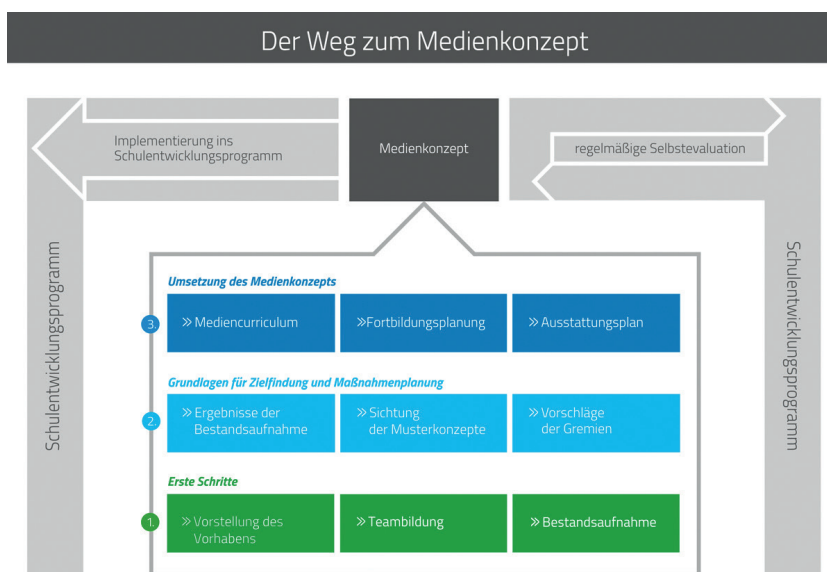 Der Weg zum Medienkonzept
Implementierung ins
Schulentwicklungsprogramm
Medienkonzept
regelmäßige Selbstevaluation
Schulentwicklungsprogramm
Schulentwicklungsprogramm
Umsetzung des Medienkonzepts
3.
» Mediencurriculum
»Fortbildungsplanung
» Ausstattungsplan
Grundlagen für Zielfindung und Maßnahmenplanung
2.
» Ergebnisse der
Bestandsaufnahme
» Sichtung
der Musterkonzepte
» Vorschläge
der Gremien
Erste Schritte
1.
» Vorstellung des
Vorhabens
» Teambildung
» Bestandsaufnahme